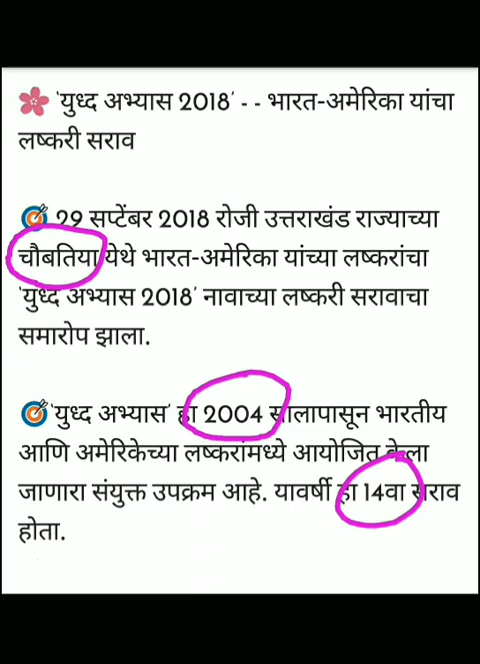 'युध्द अभ्यास 2018' - - भारत-अमेरिका यांचा
लष्करी सराव
29 सप्टेंबर 2018 रोजी उत्तराखंड राज्याच्या
चौबतिया येथे भारत-अमेरिका यांच्या लष्करांचा
'युध्द अभ्यास 2018' नावाच्या लष्करी सरावाचा
समारोप झाला.
'युध्द अभ्यास' हा 2004 सालापासून भारतीय
आणि अमेरिकेच्या लष्करांमध्ये आयोजित केला
जाणारा संयुक्त उपक्रम आहे. यावर्षी हा 14वा सराव
होता.